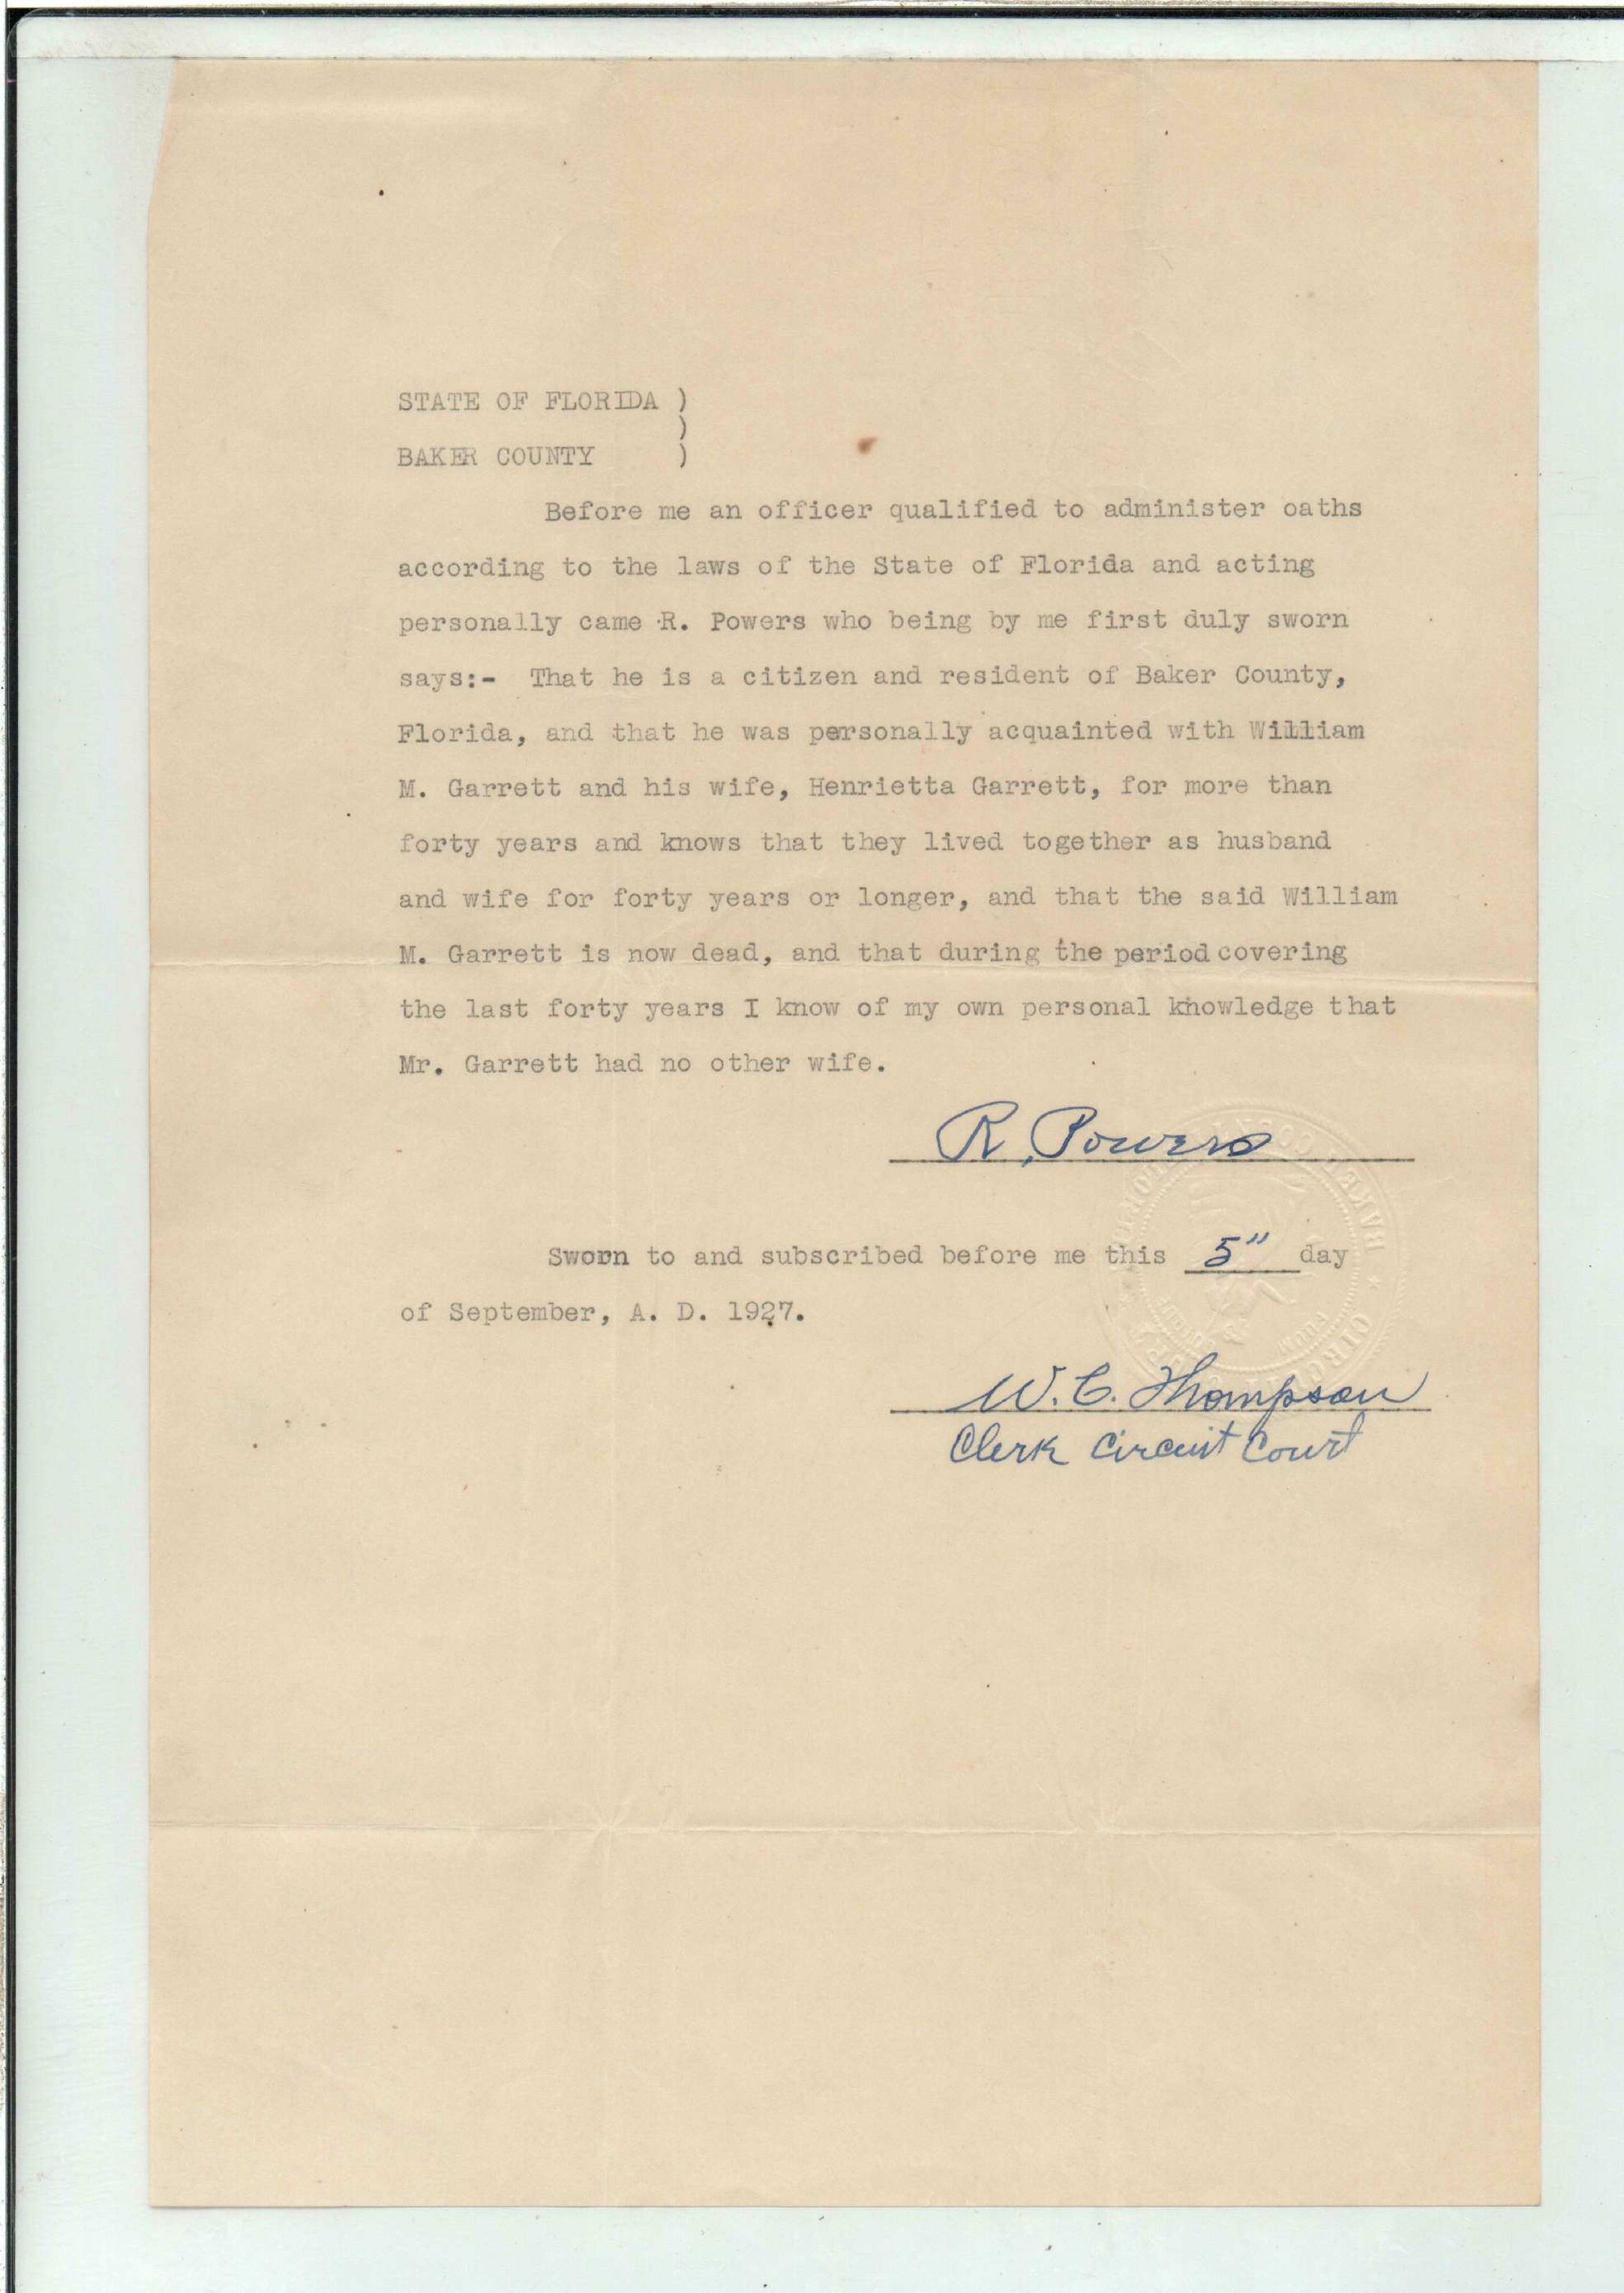 STATE OF FLORIDA )
)
BAKER COUNTY )
Before me an officer qualified to administer oaths
according to the laws of the State of Florida and acting
personally came R. Powers who being by me first duly sworn
says:- That he is a citizen and resident of Baker County,
Florida, and that he was personally acquainted with William
M. Garrett and his wife, Henrietta Garrett, for more than
forty years and knows that they lived together as husband
and wife for forty years or longer, and that the said William
M. Garrett is now dead, and that during the period covering
the last forty years I know of my own personal knowledge that
Mr. Garrett had no other wife.
R. Powers
Sworn to and subscribed before me this 5" day
of September, A. D. 1927.
W. C. Thompson
Clerk Circuit Court